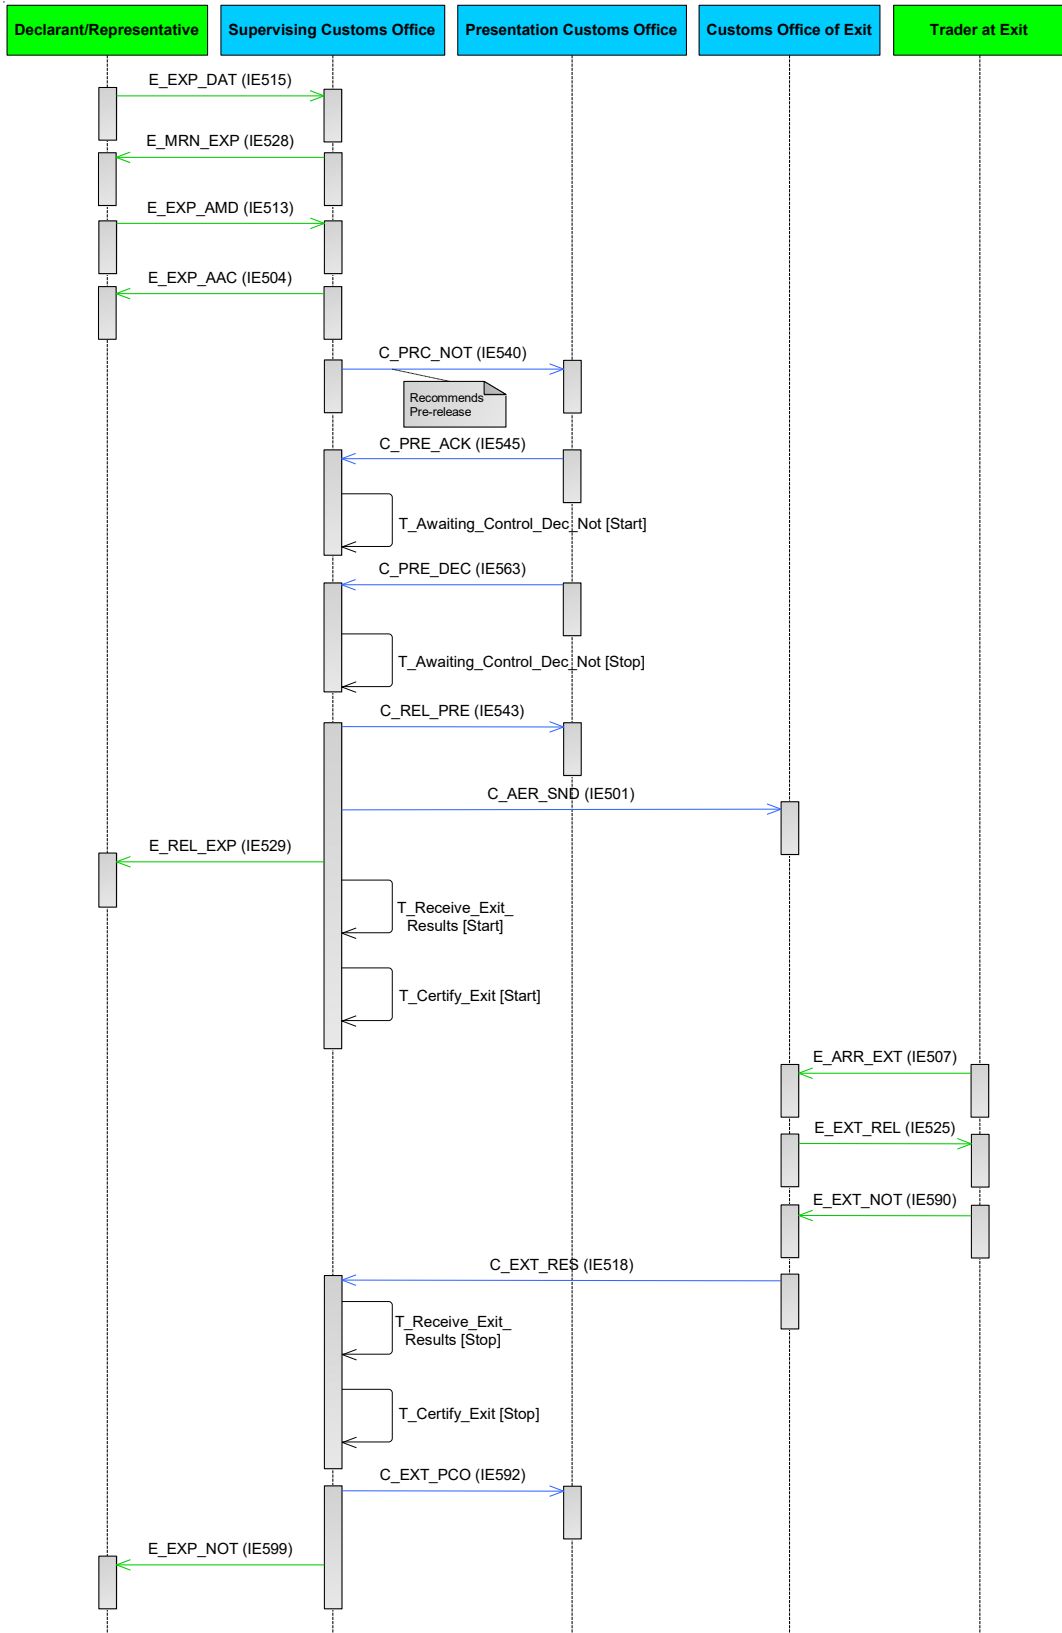 Declarant/Representative
Supervising Customs Office
Presentation Customs Office
Customs Office of Exit
Trader at Exit
E_EXP_DAT (IE515)
E_MRN_EXP (IE528)
E_EXP_AMD (IE513)
E_EXP_AAC (IE504)
C_PRC_NOT (IE540)
Recommends
Pre-release
C_PRE_ACK (IE545)
T_Awaiting_Control_Dec_Not [Start]
C_PRE_DEC (IE563)
T_Awaiting_Control_Dec_Not [Stop]
C_REL_PRE (IE543)
C_AER_SND (IE501)
E_REL_EXP (IE529)
T_Receive_Exit_
Results [Start]
T_Certify_Exit [Start]
E_ARR_EXT (IE507)
E_EXT_REL (IE525)
E_EXT_NOT (IE590)
C_EXT_RES (IE518)
T_Receive_Exit_
Results [Stop]
T_Certify_Exit [Stop]
C_EXT_PCO (IE592)
E_EXP_NOT (IE599)